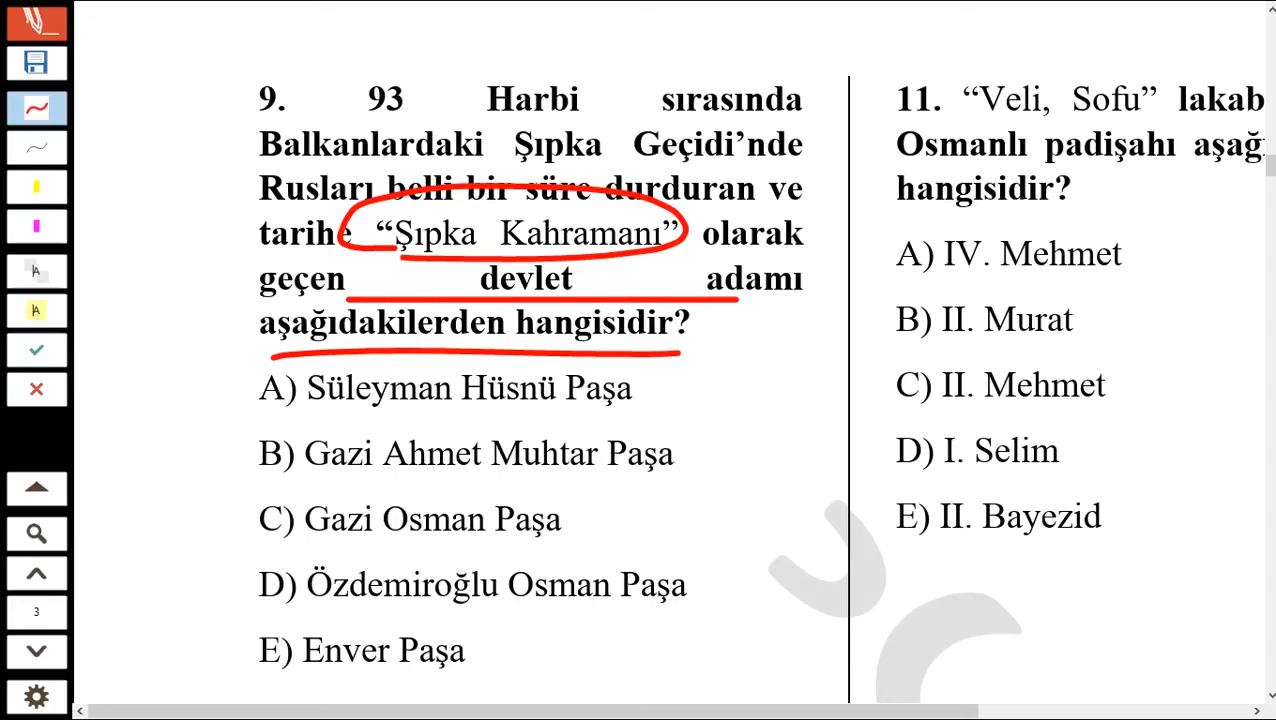 9. 93 Harbi sırasında
Balkanlardaki Şıpka Geçidi’nde
Rusları belli bir süre durduran ve
tarihe “Şıpka Kahramanı” olarak
geçen devlet adamı
aşağıdakilerden hangisidir?
A) Süleyman Hüsnü Paşa
B) Gazi Ahmet Muhtar Paşa
C) Gazi Osman Paşa
D) Özdemiroğlu Osman Paşa
E) Enver Paşa
11. “Veli, Sofu” lakab
Osmanlı padişahı aşağı
hangisidir?
A) IV. Mehmet
B) II. Murat
C) II. Mehmet
D) I. Selim
E) II. Bayezid
A
A
3